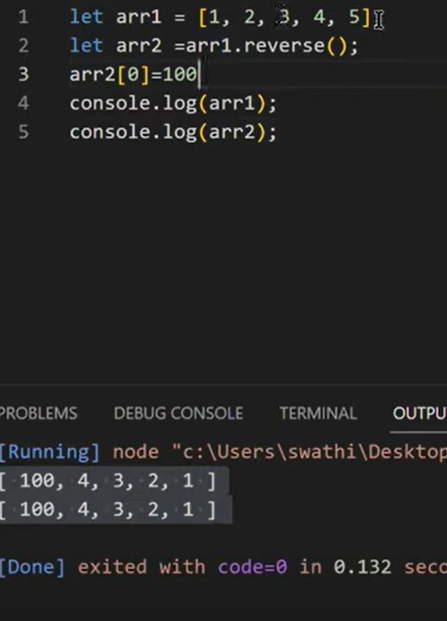 1 let arr1 = [1, 2, 3, 4, 5]
2 let arr2 =arr1.reverse();
3 arr2[0]=100
4 console.log(arr1);
5 console.log(arr2);
PROBLEMS DEBUG CONSOLE TERMINAL OUTPU
[Running] node "c:\Users\swathi\Desktop
[ 100, 4, 3, 2, 1 ]
[ 100, 4, 3, 2, 1 ]
[Done] exited with code=0 in 0.132 seco